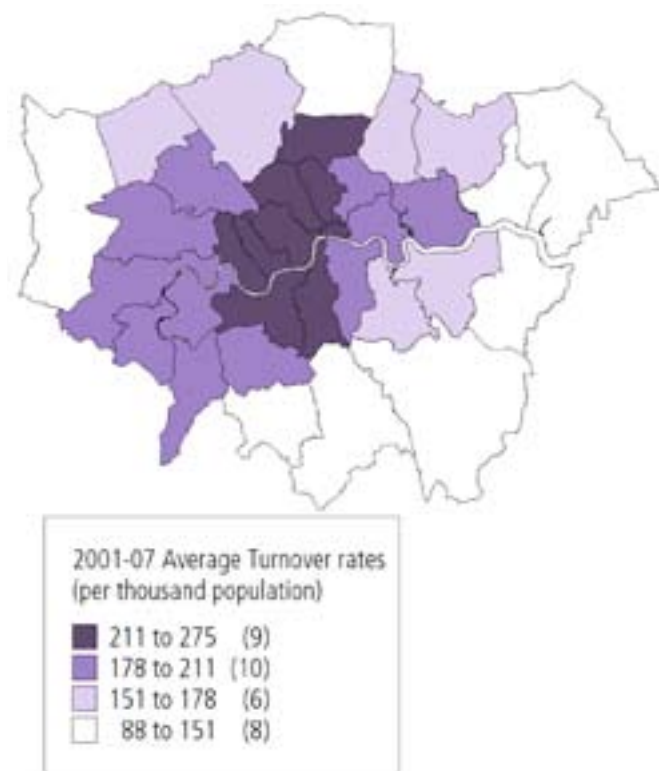 2001-07 Average Turnover rates
(per thousand population)
211 to 275 (9)
178 to 211 (10)
151 to 178 (6)
88 to 151 (8)